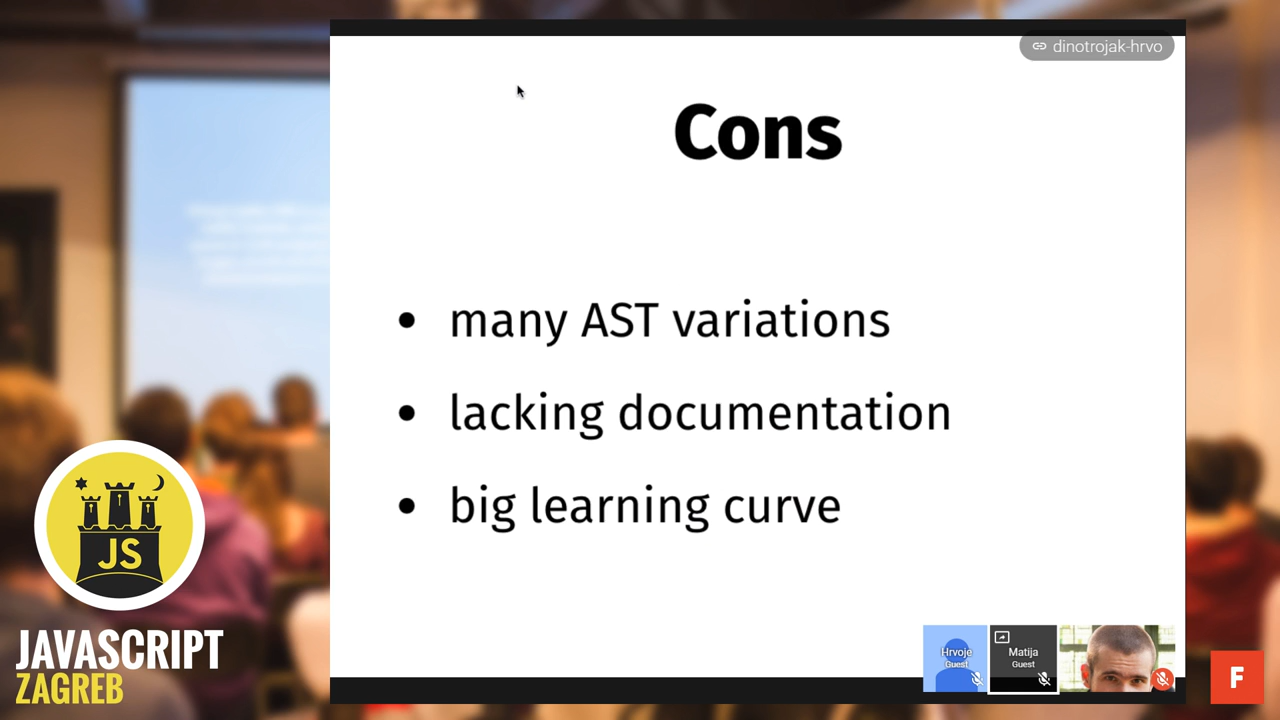 dinotrojak-hrvo
Cons
• many AST variations
• lacking documentation
• big learning curve
JS
JAVASCRIPT
ZAGREB
Hrvoje
Guest
Matija
Guest
F